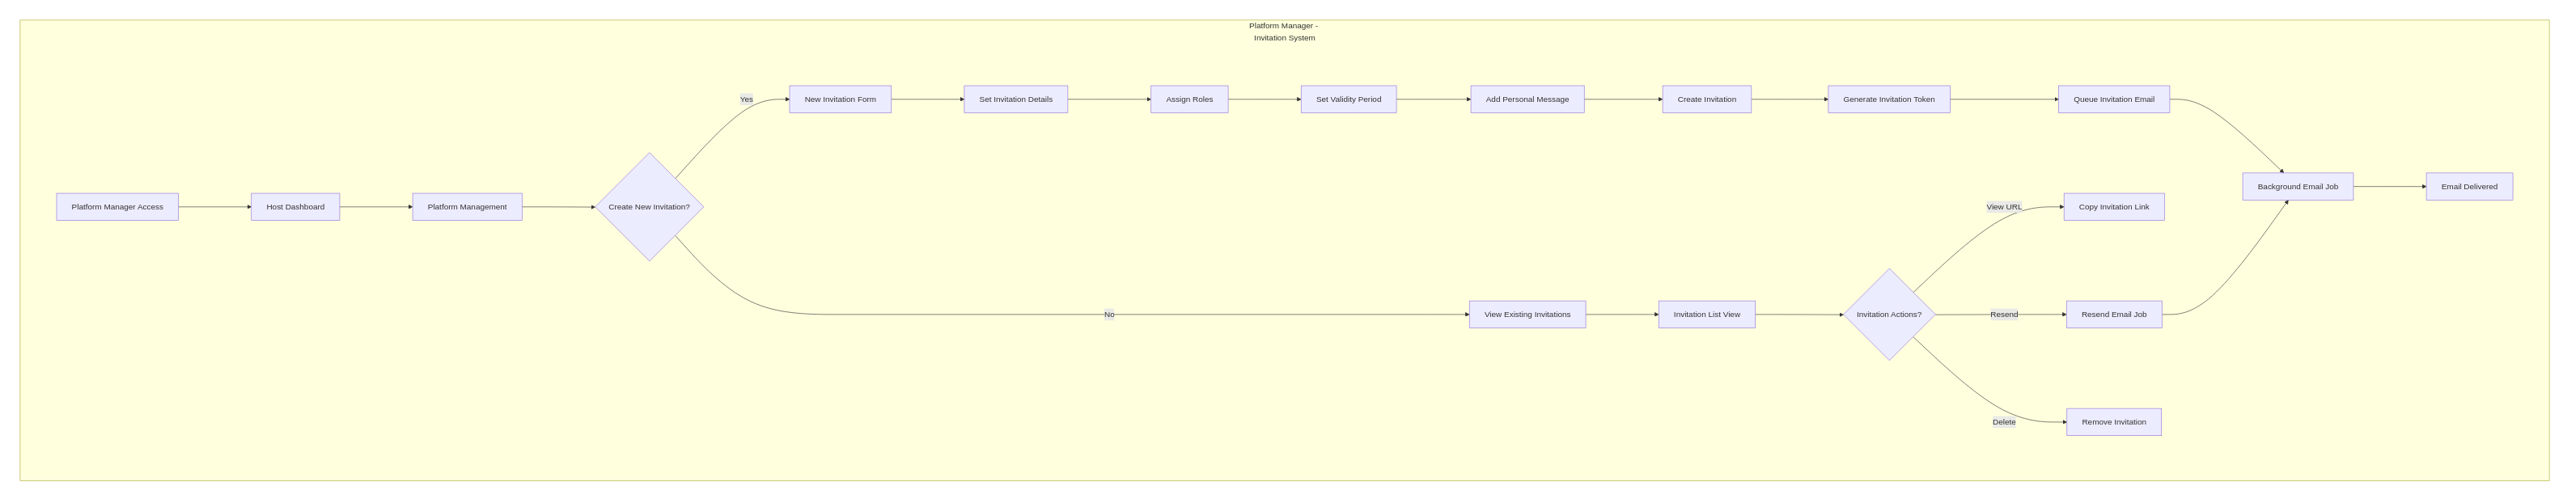 Platform Manager -
Invitation System
Yes
New Invitation Form
Set Invitation Details
Assign Roles
Set Validity Period
Add Personal Message
Create Invitation
Generate Invitation Token
Queue Invitation Email
Background Email Job
Email Delivered
Platform Manager Access
Host Dashboard
Platform Management
Create New Invitation?
View URL
Copy Invitation Link
No
View Existing Invitations
Invitation List View
Invitation Actions?
Resend
Resend Email Job
Delete
Remove Invitation